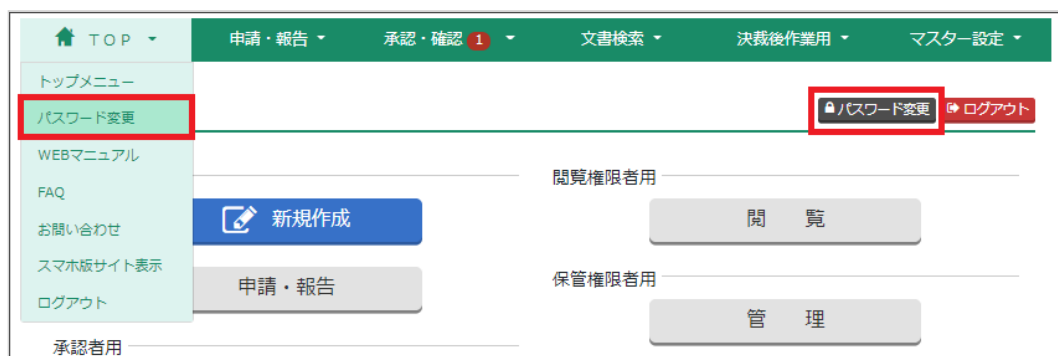 TOP 申請・報告 承認・確認 1 文書検索 決裁後作業用 マスター設定
トップメニュー
パスワード変更
WEBマニュアル
FAQ
お問い合わせ
スマホ版サイト表示
ログアウト
パスワード変更 ログアウト
新規作成
申請・報告
承認者用
閲覧権限者用
閲 覧
保管権限者用
管 理